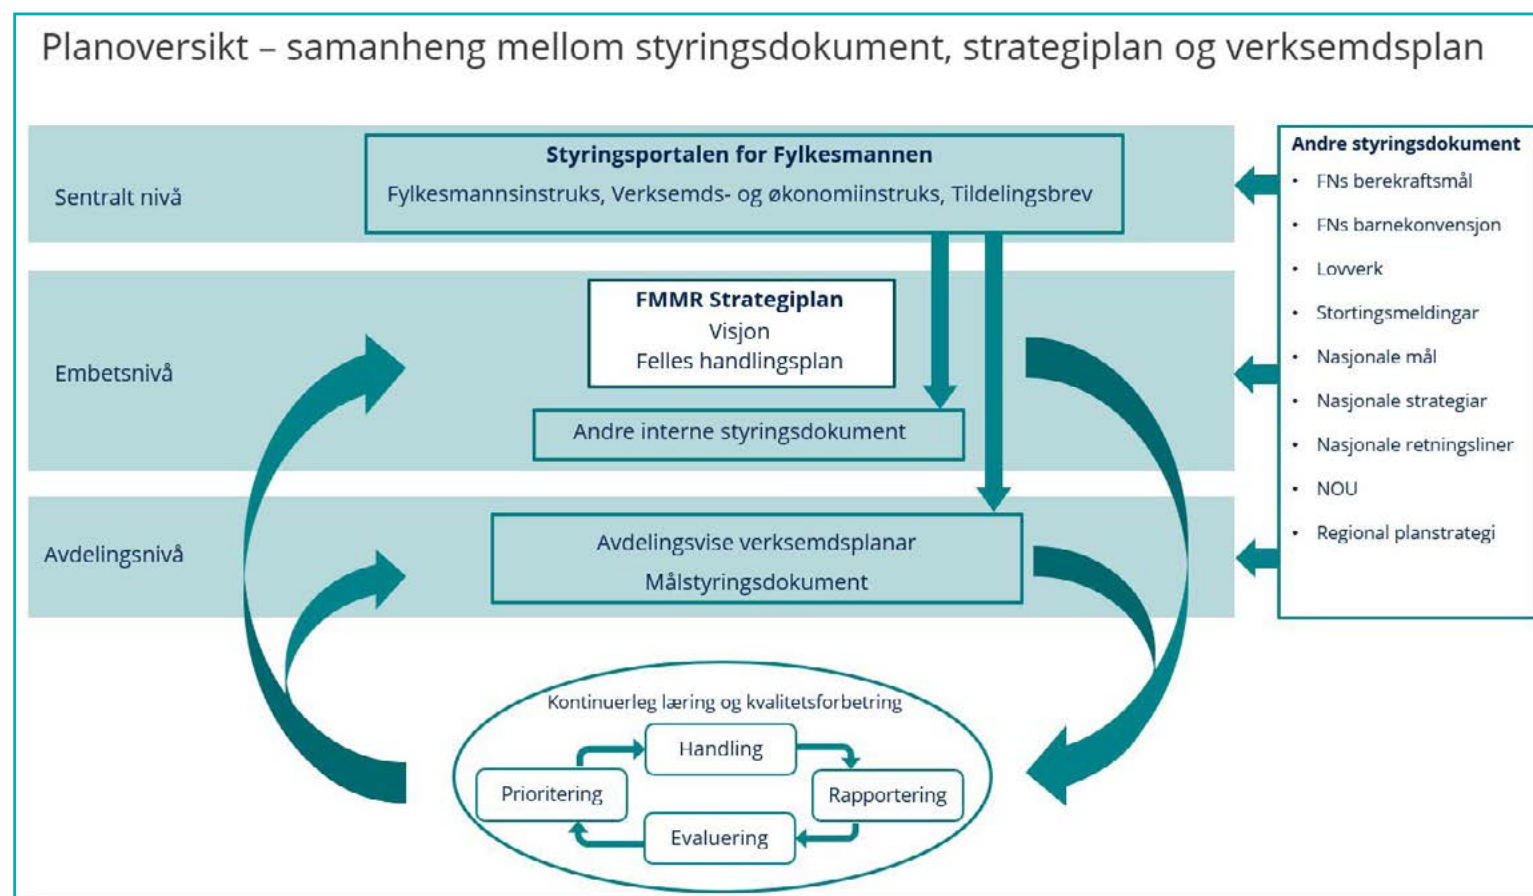 Planoversikt – samanheng mellom styringsdokument, strategiplan og verksemdsplan
Sentralt nivå
Styringsportalen for Fylkesmannen
Fylkesmannsinstruks, Verksemds- og økonomiinstruks, Tildelingsbrev
Embetsnivå
FMMR Strategiplan
Visjon
Felles handlingsplan
Andre interne styringsdokument
Avdelingsnivå
Avdelingsvise verksemdsplanar
Målstyringsdokument
Andre styringsdokument
• FNs berekraftsmål
• FNs barnekonvensjon
• Lovverk
• Stortingsmeldingar
• Nasjonale mål
• Nasjonale strategiar
• Nasjonale retningsliner
• NOU
• Regional planstrategi
Kontinuerleg læring og kvalitetsforbetring
Handling
Prioritering
Rapportering
Evaluering